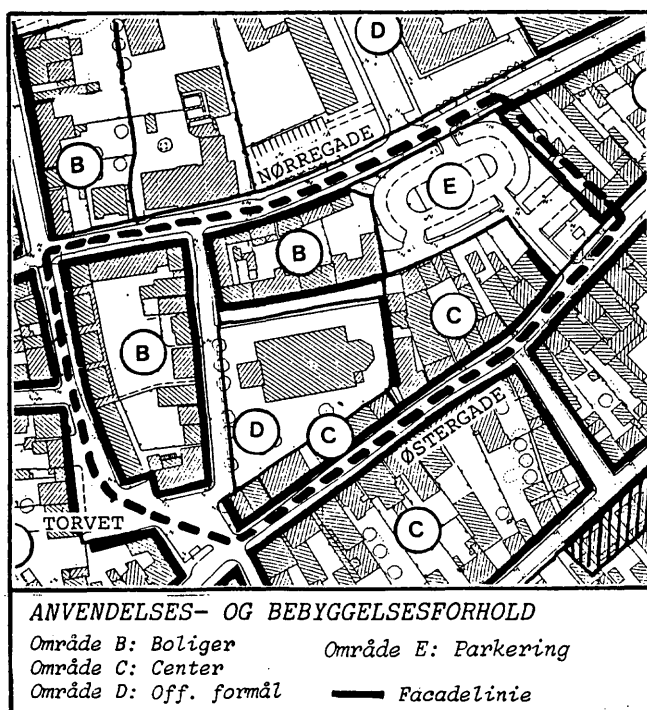 D
B
NØRREGADE
E
B
C
B
D
C
ØSTERGADE
TORVET
C
ANVENDELSES- OG BEBYGGELSESFORHOLD
Område B: Boliger
Område E: Parkering
Område C: Center
Område D: Off. formål
Facadelinie